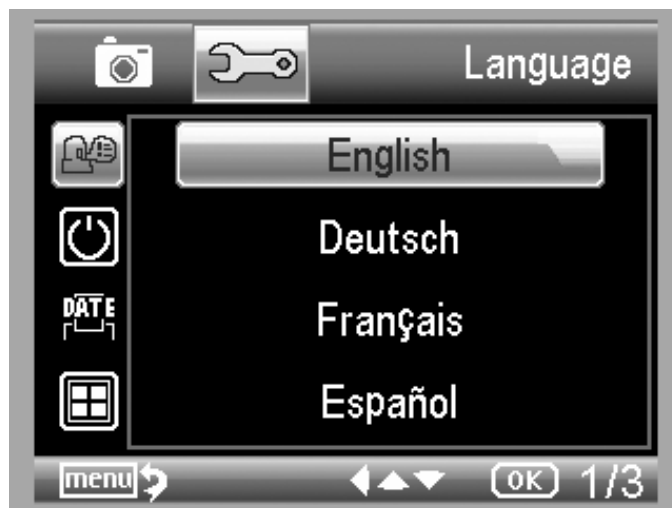 Language
English
Deutsch
DATE
Français
Español
menu
OK 1/3